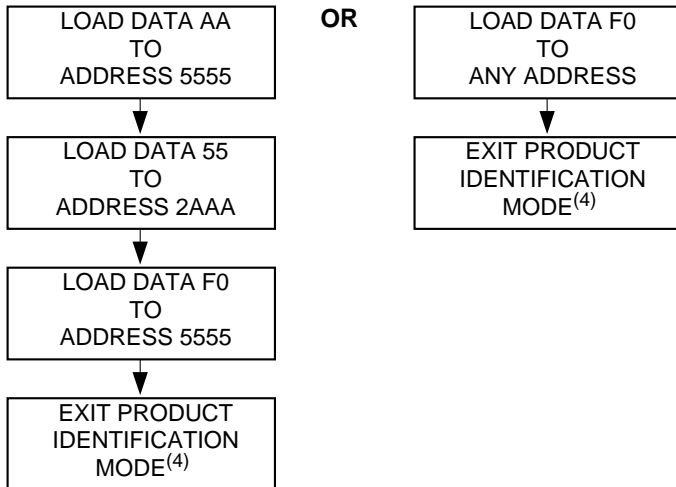 LOAD DATA AA
TO
ADDRESS 5555
LOAD DATA 55
TO
ADDRESS 2AAA
LOAD DATA F0
TO
ADDRESS 5555
EXIT PRODUCT
IDENTIFICATION
MODE(4)
OR
LOAD DATA F0
TO
ANY ADDRESS
EXIT PRODUCT
IDENTIFICATION
MODE(4)